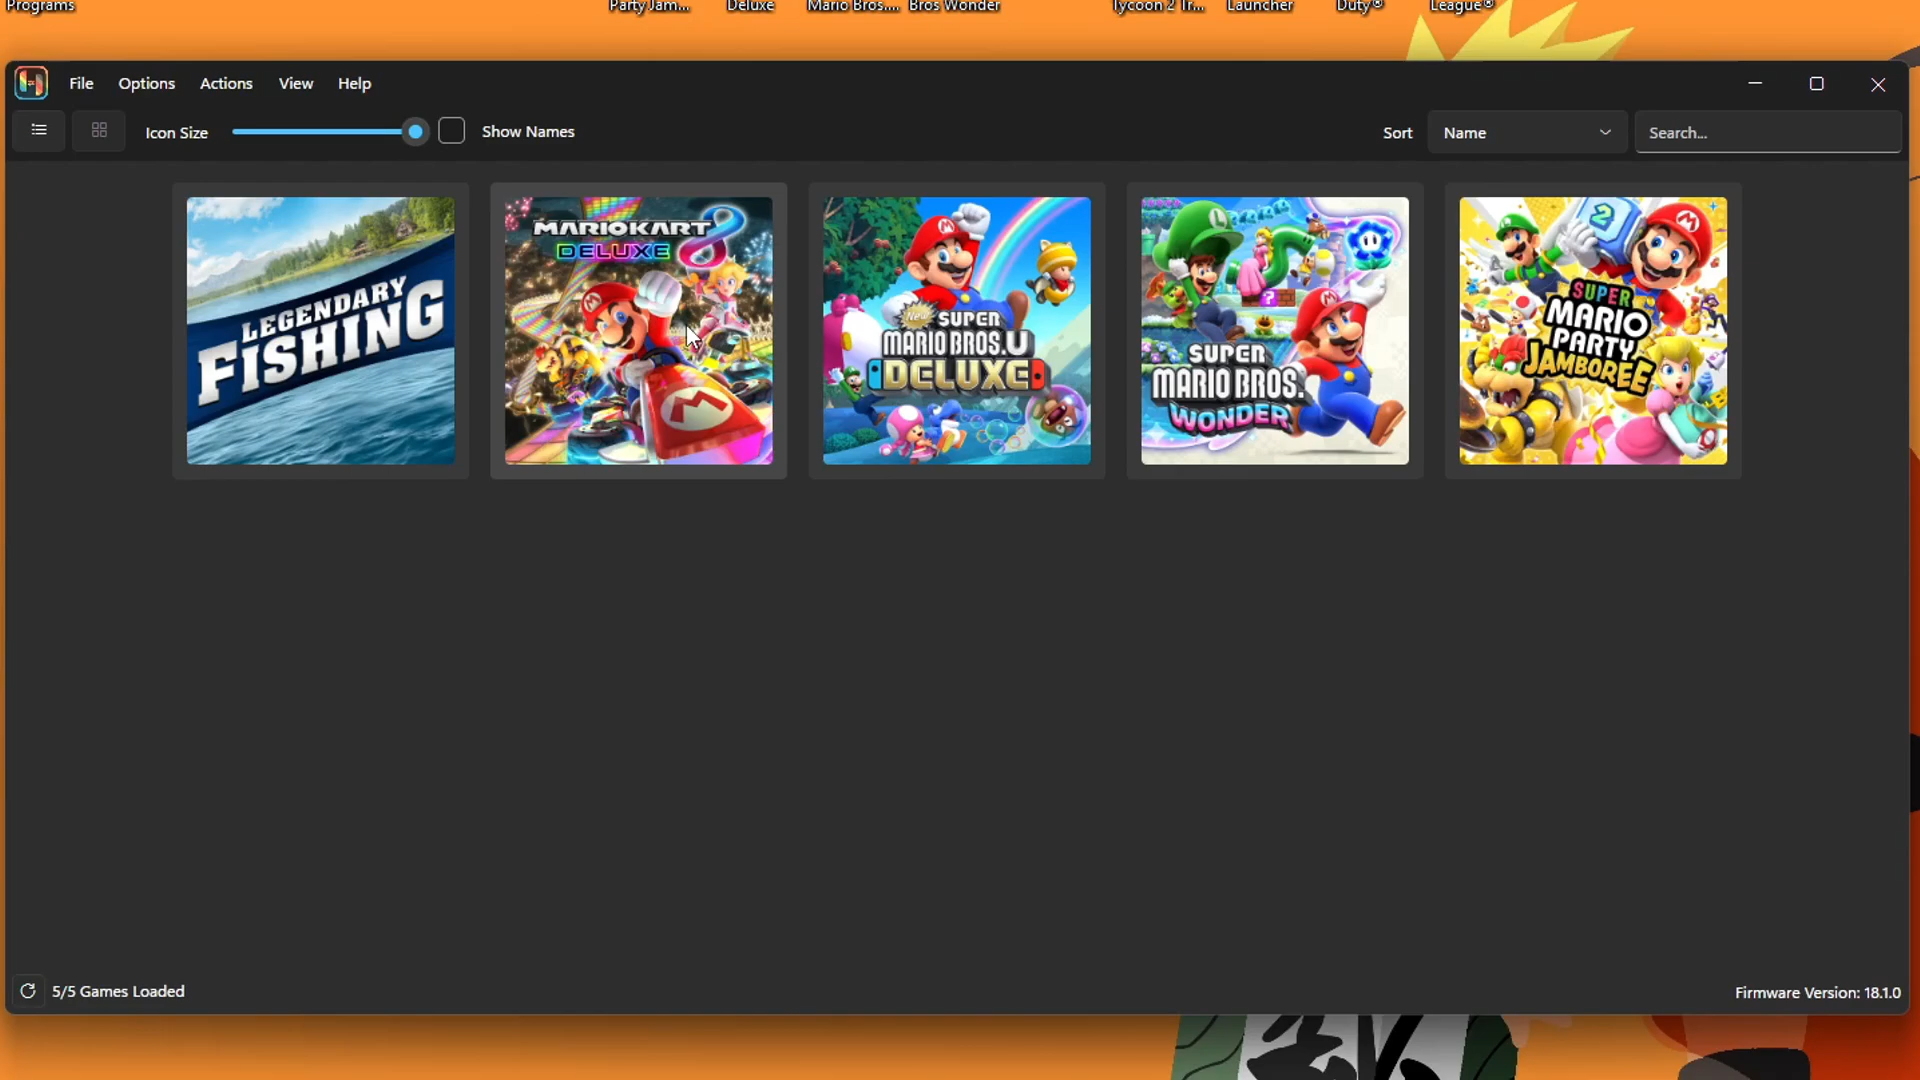 Programs
Party Jam... Deluxe Mario Bros.... Bros Wonder Tycoon 2 Tr... Launcher Duty® League®
File Options Actions View Help
Icon Size Show Names Sort Name Search...
LEGENDARY
FISHING
MARIOKART 8
DELUXE
New SUPER
MARIO BROS.U
DELUXE
SUPER
MARIO BROS.
WONDER
2
SUPER
MARIO
PARTY
JAMBOREE
5/5 Games Loaded
Firmware Version: 18.1.0